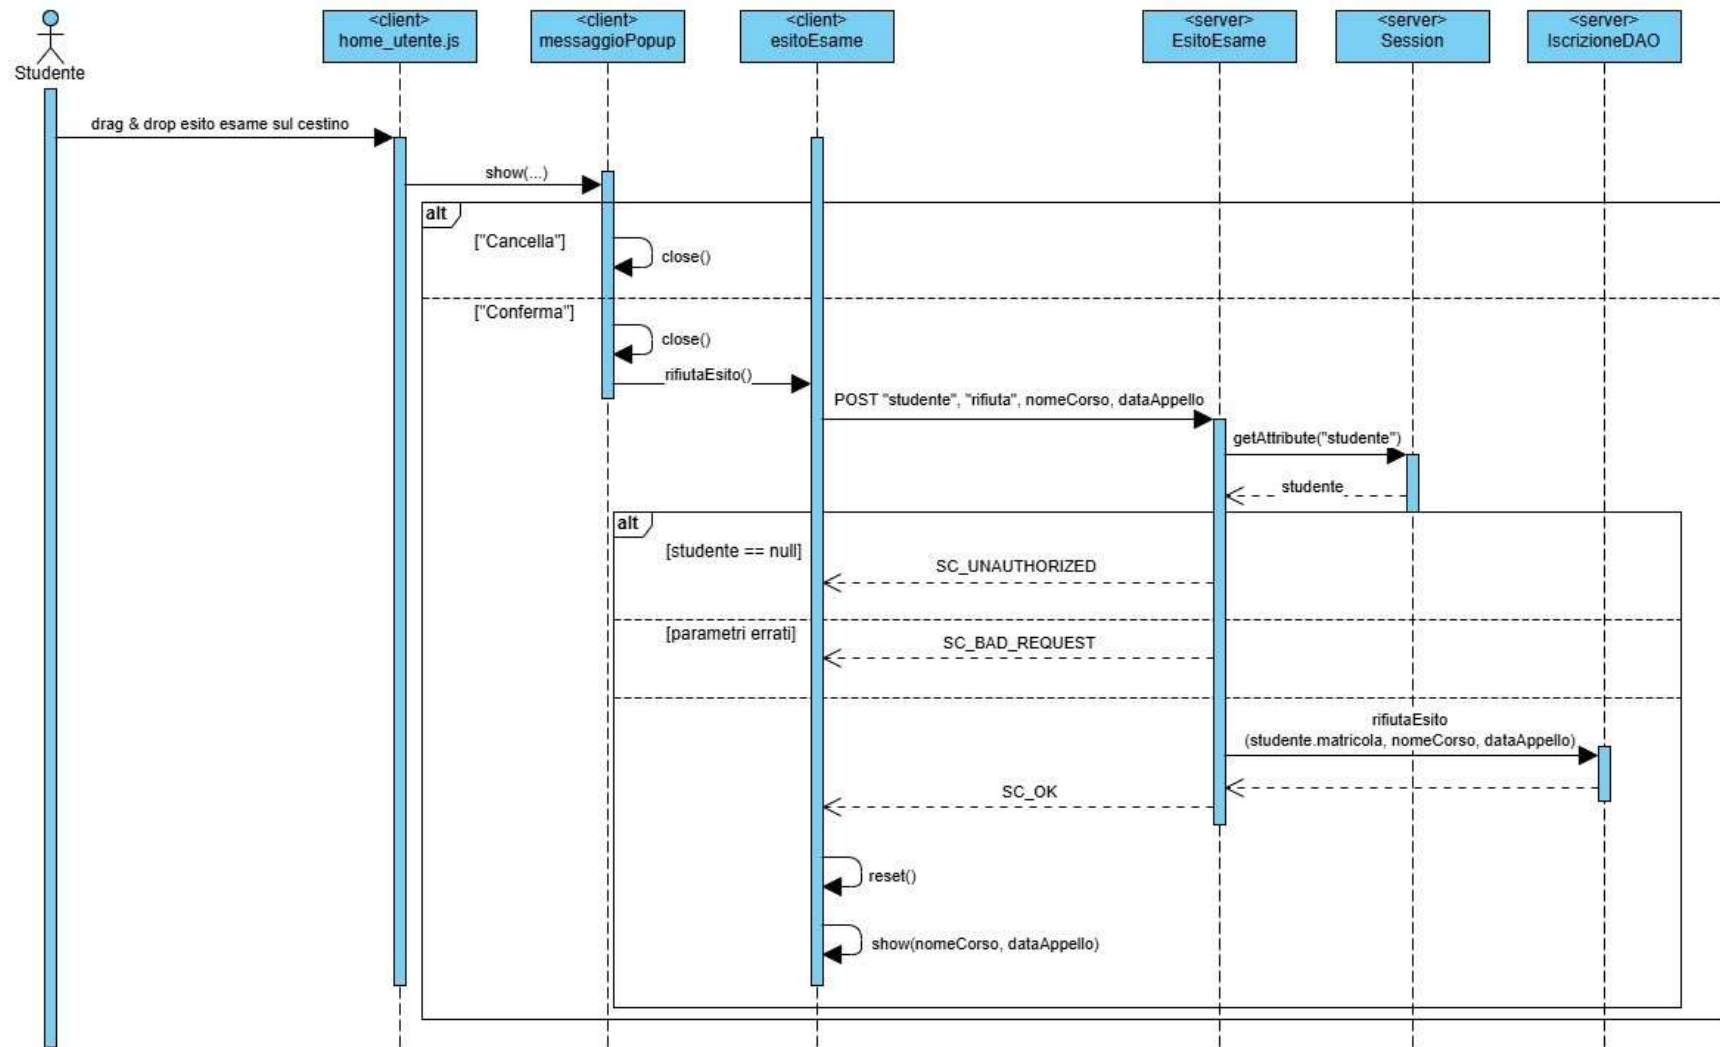 <client>
home_utente.js
<client>
messaggioPopup
<client>
esitoEsame
<server>
EsitoEsame
<server>
Session
<server>
IscrizioneDAO
Studente
drag & drop esito esame sul cestino
show(...)
alt
["Cancella"]
close()
["Conferma"]
close()
rifiutaEsito()
POST "studente", "rifiuta", nomeCorso, dataAppello
getAttribute("studente")
studente
alt
[studente == null]
SC_UNAUTHORIZED
[parametri errati]
SC_BAD_REQUEST
rifiutaEsito
(studente.matricola, nomeCorso, dataAppello)
SC_OK
reset()
show(nomeCorso, dataAppello)